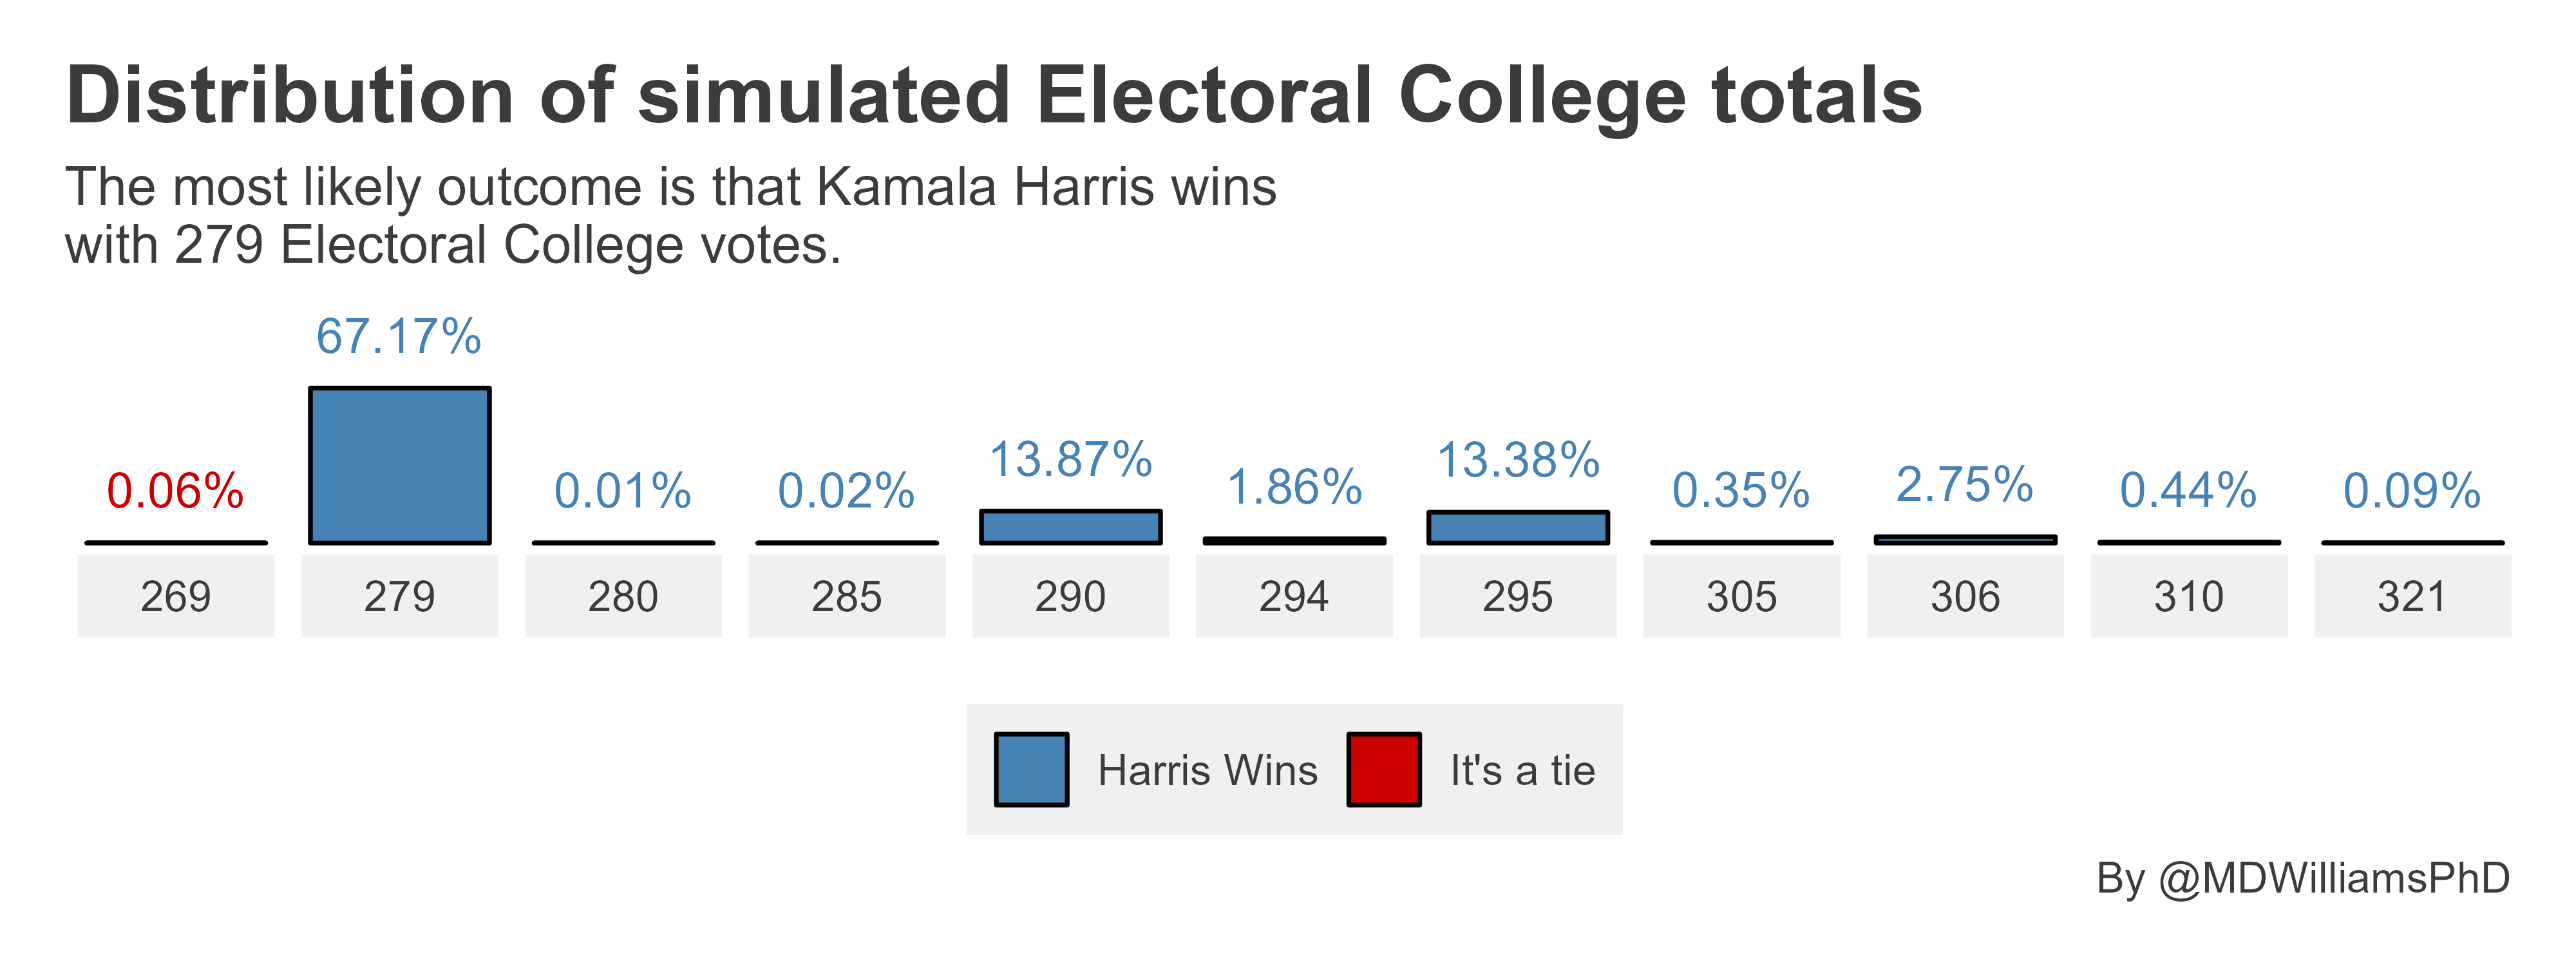 Distribution of simulated Electoral College totals
The most likely outcome is that Kamala Harris wins
with 279 Electoral College votes.
0.06% 67.17% 0.01% 0.02% 13.87% 1.86% 13.38% 0.35% 2.75% 0.44% 0.09%
269 279 280 285 290 294 295 305 306 310 321
Harris Wins It's a tie
By @MDWilliamsPhD